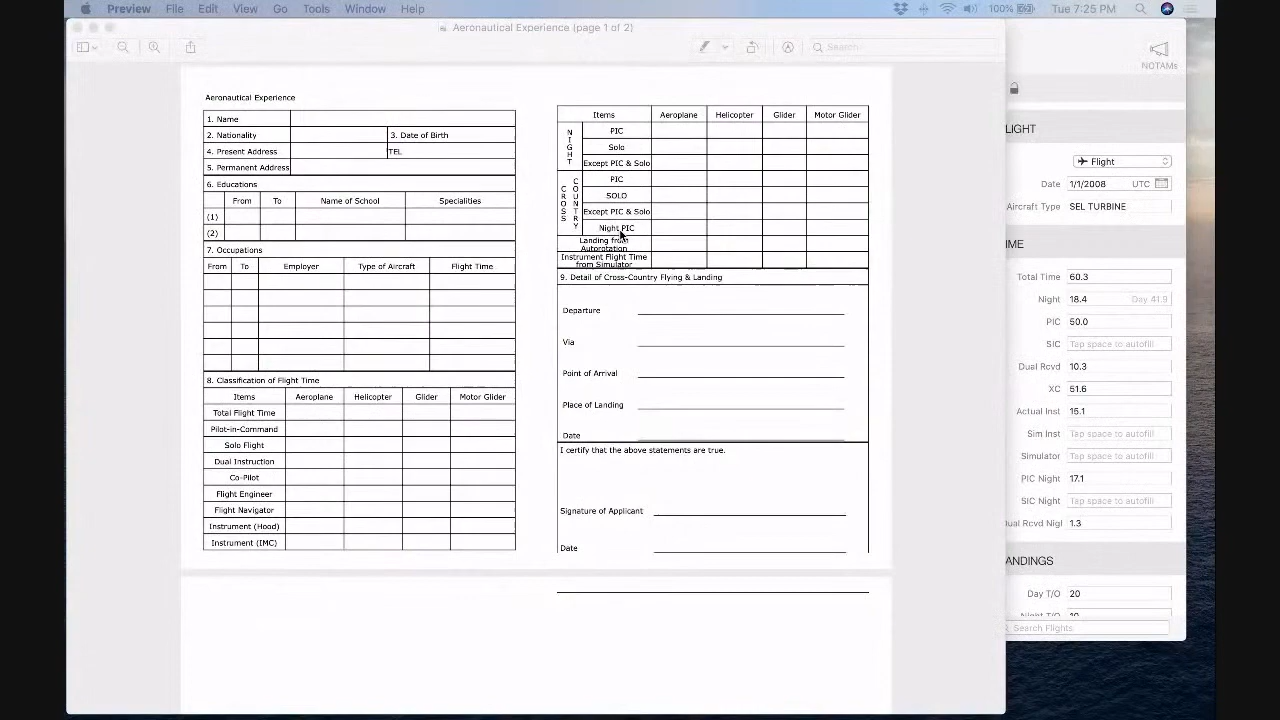 Preview File Edit View Go Tools Window Help 100% Tue 7:25 PM
Aeronautical Experience (page 1 of 2)
Search
Aeronautical Experience
1. Name
2. Nationality 3. Date of Birth
4. Present Address TEL
5. Permanent Address
6. Educations
From To Name of School Specialities
(1)
(2)
7. Occupations
From To Employer Type of Aircraft Flight Time
8. Classification of Flight Time
Items Aeroplane Helicopter Glider Motor Glider
Total Flight Time
Pilot-in-Command
Solo Flight
Dual Instruction
Co-Pilot
Flight Engineer
Flight Navigator
Instrument (Hood)
Instrument (IMC)
Items Aeroplane Helicopter Glider Motor Glider
NIGHT
PIC
Solo
Except PIC & Solo
CROSS COUNTRY
PIC
SOLO
Except PIC & Solo
Night PIC
Landing from
Autorotation
Instrument Flight Time
from Simulator
9. Detail of Cross-Country Flying & Landing
Departure
Via
Point of Arrival
Place Landing
Date
I certify that the above statements are true.
Signature of Applicant
Date
NOTAMs
LIGHT
Flight
Date 1/1/2008 UTC
Aircraft Type SEL TURBINE
IME
Total Time 60.3
Night 18.4 Day 41.9
PIC 50.0
SIC Tap space to autofill
Dual Rcvd 10.3
XC 51.6
Tap space to autofill
Simulator Tap space to autofill
PIC Night
SIC Night Tap space to autofill
1.3
ANDINGS
Day T/O 20
Search Flights